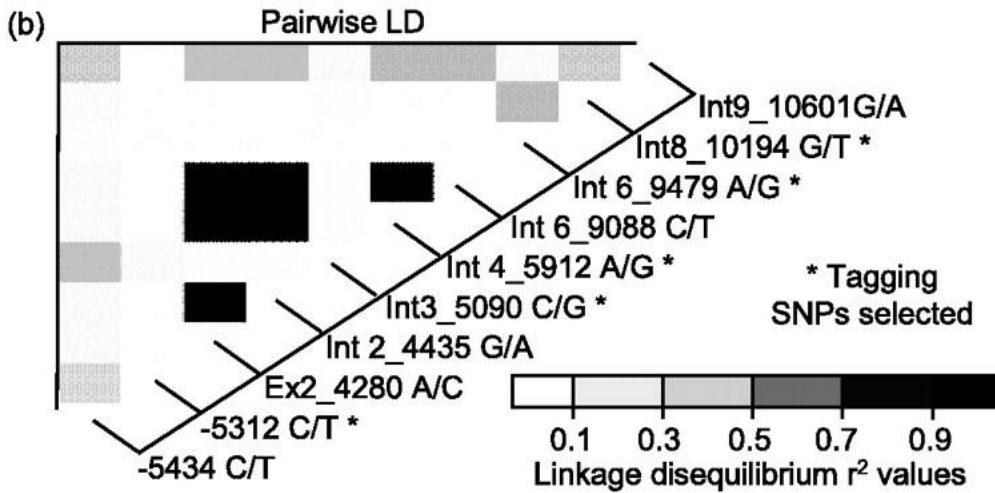 (b)
Pairwise LD
Int9_10601G/A
Int8_10194 G/T *
Int 6_9479 A/G *
Int 6_9088 C/T
Int 4_5912 A/G *
Int3_5090 C/G *
Int 2_4435 G/A
Ex2_4280 A/C
-5312 C/T *
-5434 C/T
* Tagging
SNPs selected
0.1 0.3 0.5 0.7 0.9
Linkage disequilibrium r² values